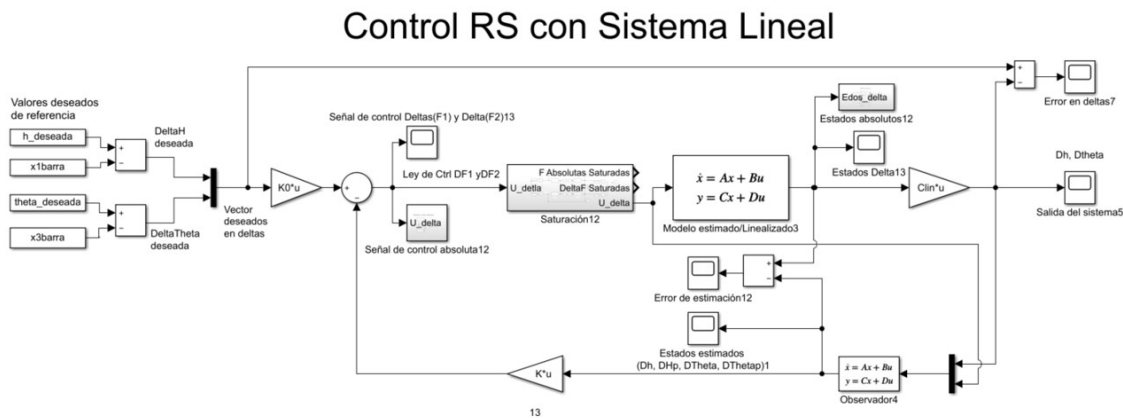 Control RS con Sistema Lineal
Valores deseados
de referencia
h_deseada
x1barra
theta_deseada
x3barra
+
−
+
−
DeltaH
deseada
DeltaTheta
deseada
Vector
deseados
en deltas
K0*u
+
−
Señal de control Deltas(F1) y Delta(F2)13
Ley de Ctrl DF1 yDF2
U_delta
Señal de control absoluta12
U_detla
F Absolutas Saturadas
DeltaF Saturadas
U_delta
Saturación12
ẋ = Ax + Bu
y = Cx + Du
Modelo estimado/Linealizado3
Edos_delta
Estados absolutos12
Estados Delta13
Clin*u
+
−
Error en deltas7
Dh, Dtheta
Salida del sistema5
+
−
Error de estimación12
Estados estimados
(Dh, DHp, DTheta, DThetap)1
K*u
ẋ = Ax + Bu
y = Cx + Du
Observador4
13